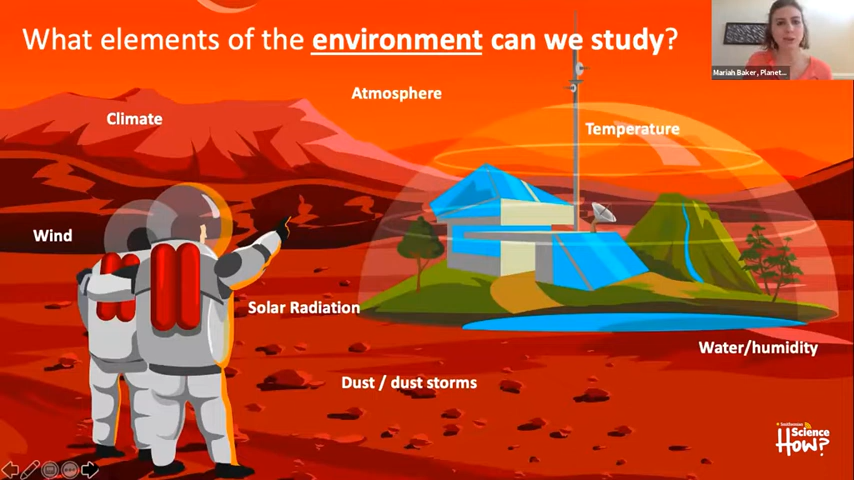 What elements of the environment can we study?
Mariah Baker, Planet...
Atmosphere
Climate
Temperature
Wind
Solar Radiation
Water/humidity
Dust / dust storms
Smithsonian
Science
How?